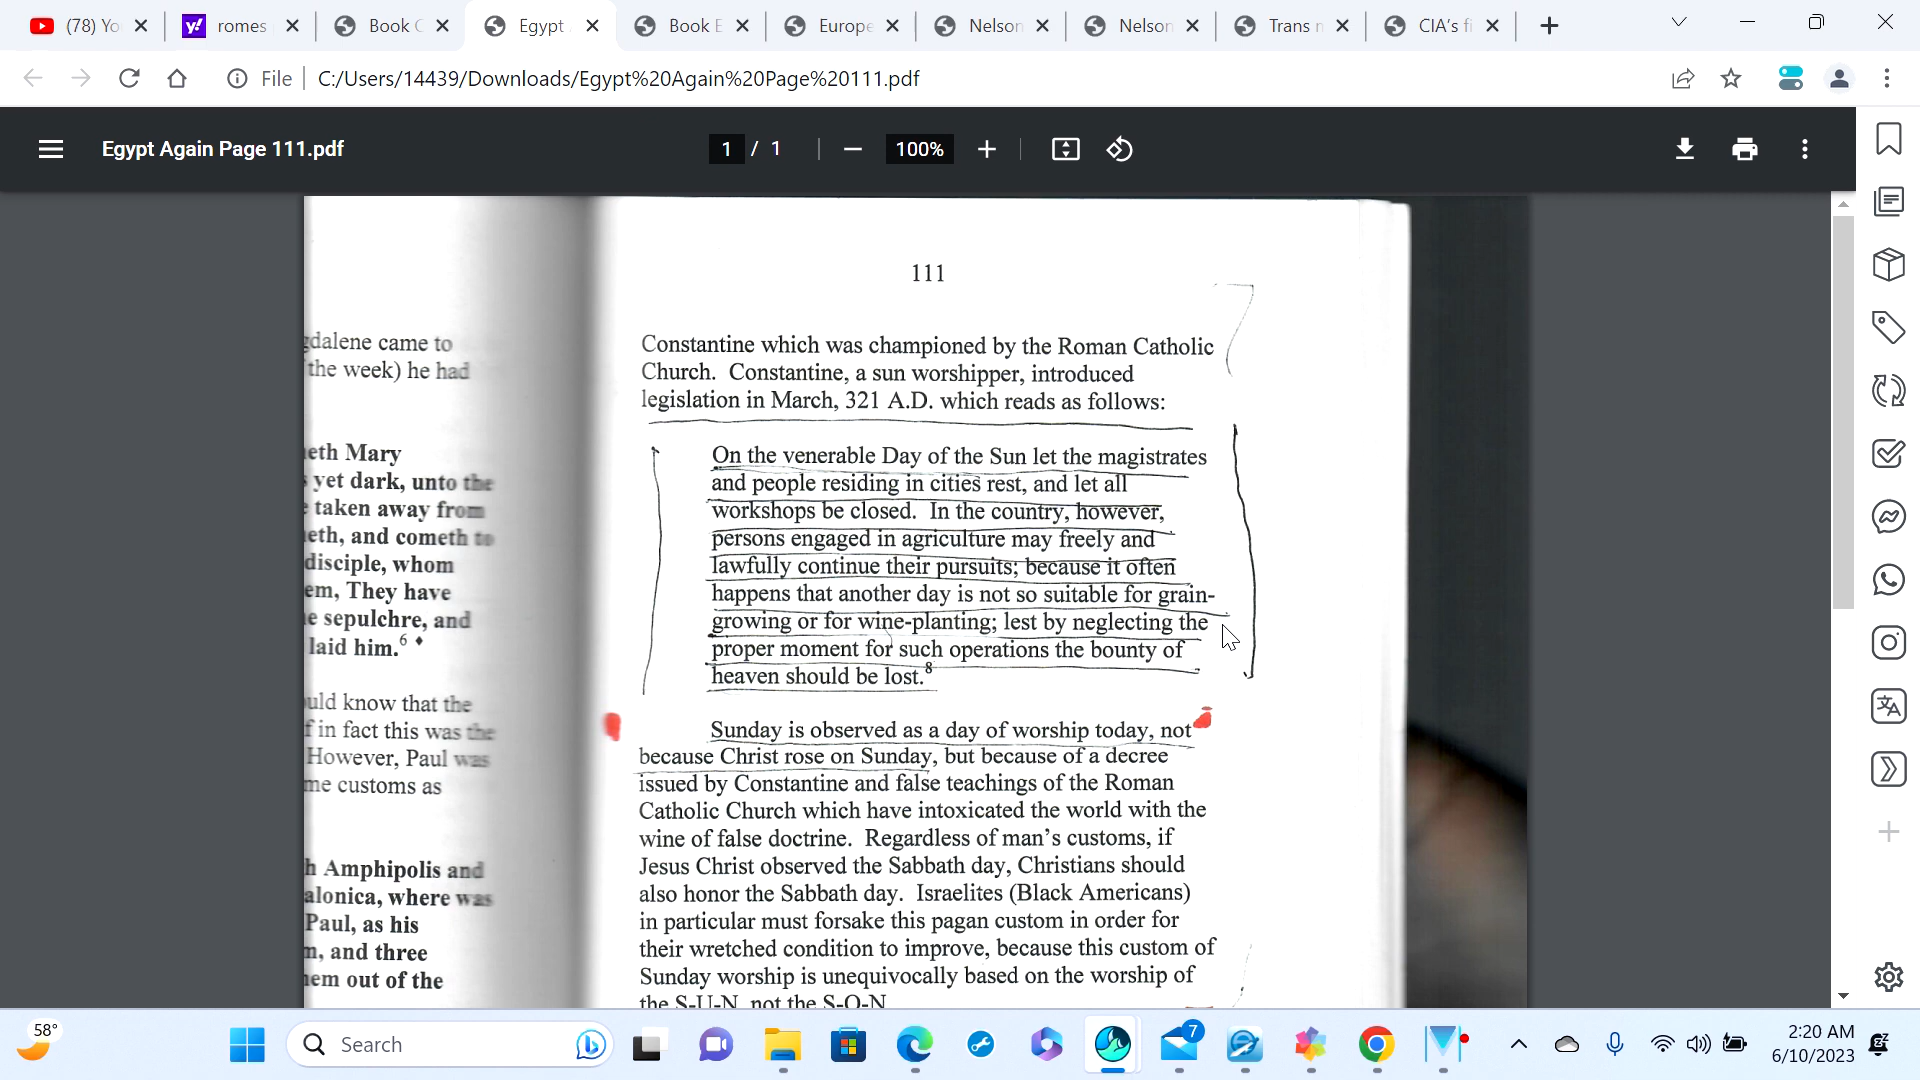 (78) Yo
romes
Book C
Egypt
Book E
Europe
Nelson
Nelson
Trans n
CIA's fi
File
C:/Users/14439/Downloads/Egypt%20Again%20Page%20111.pdf
Egypt Again Page 111.pdf
1 / 1
100%
gdalene came to
the week) he had
eth Mary
yet dark, unto the
taken away from
eth, and cometh to
disciple, whom
em, They have
e sepulchre, and
laid him.6 ♦
uld know that the
f in fact this was the
However, Paul was
me customs as
h Amphipolis and
alonica, where was
Paul, as his
m, and three
hem out of the
111
Constantine which was championed by the Roman Catholic
Church. Constantine, a sun worshipper, introduced
legislation in March, 321 A.D. which reads as follows:
On the venerable Day of the Sun let the magistrates
and people residing in cities rest, and let all
workshops be closed. In the country, however,
persons engaged in agriculture may freely and
lawfully continue their pursuits; because it often
happens that another day is not so suitable for grain-
growing or for wine-planting; lest by neglecting the
proper moment for such operations the bounty of
heaven should be lost.8
Sunday is observed as a day of worship today, not
because Christ rose on Sunday, but because of a decree
issued by Constantine and false teachings of the Roman
Catholic Church which have intoxicated the world with the
wine of false doctrine. Regardless of man's customs, if
Jesus Christ observed the Sabbath day, Christians should
also honor the Sabbath day. Israelites (Black Americans)
in particular must forsake this pagan custom in order for
their wretched condition to improve, because this custom of
Sunday worship is unequivocally based on the worship of
the S-U-N, not the S-O-N
58°
Search
7
2:20 AM
6/10/2023